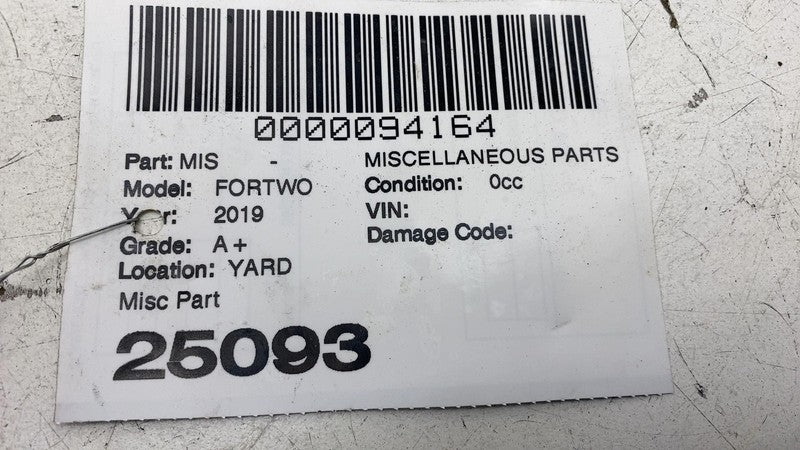 0000094164
Part: MIS - MISCELLANEOUS PARTS
Model: FORTWO Condition: 0cc
Year: 2019 VIN:
Grade: A+ Damage Code:
Location: YARD
Misc Part
25093